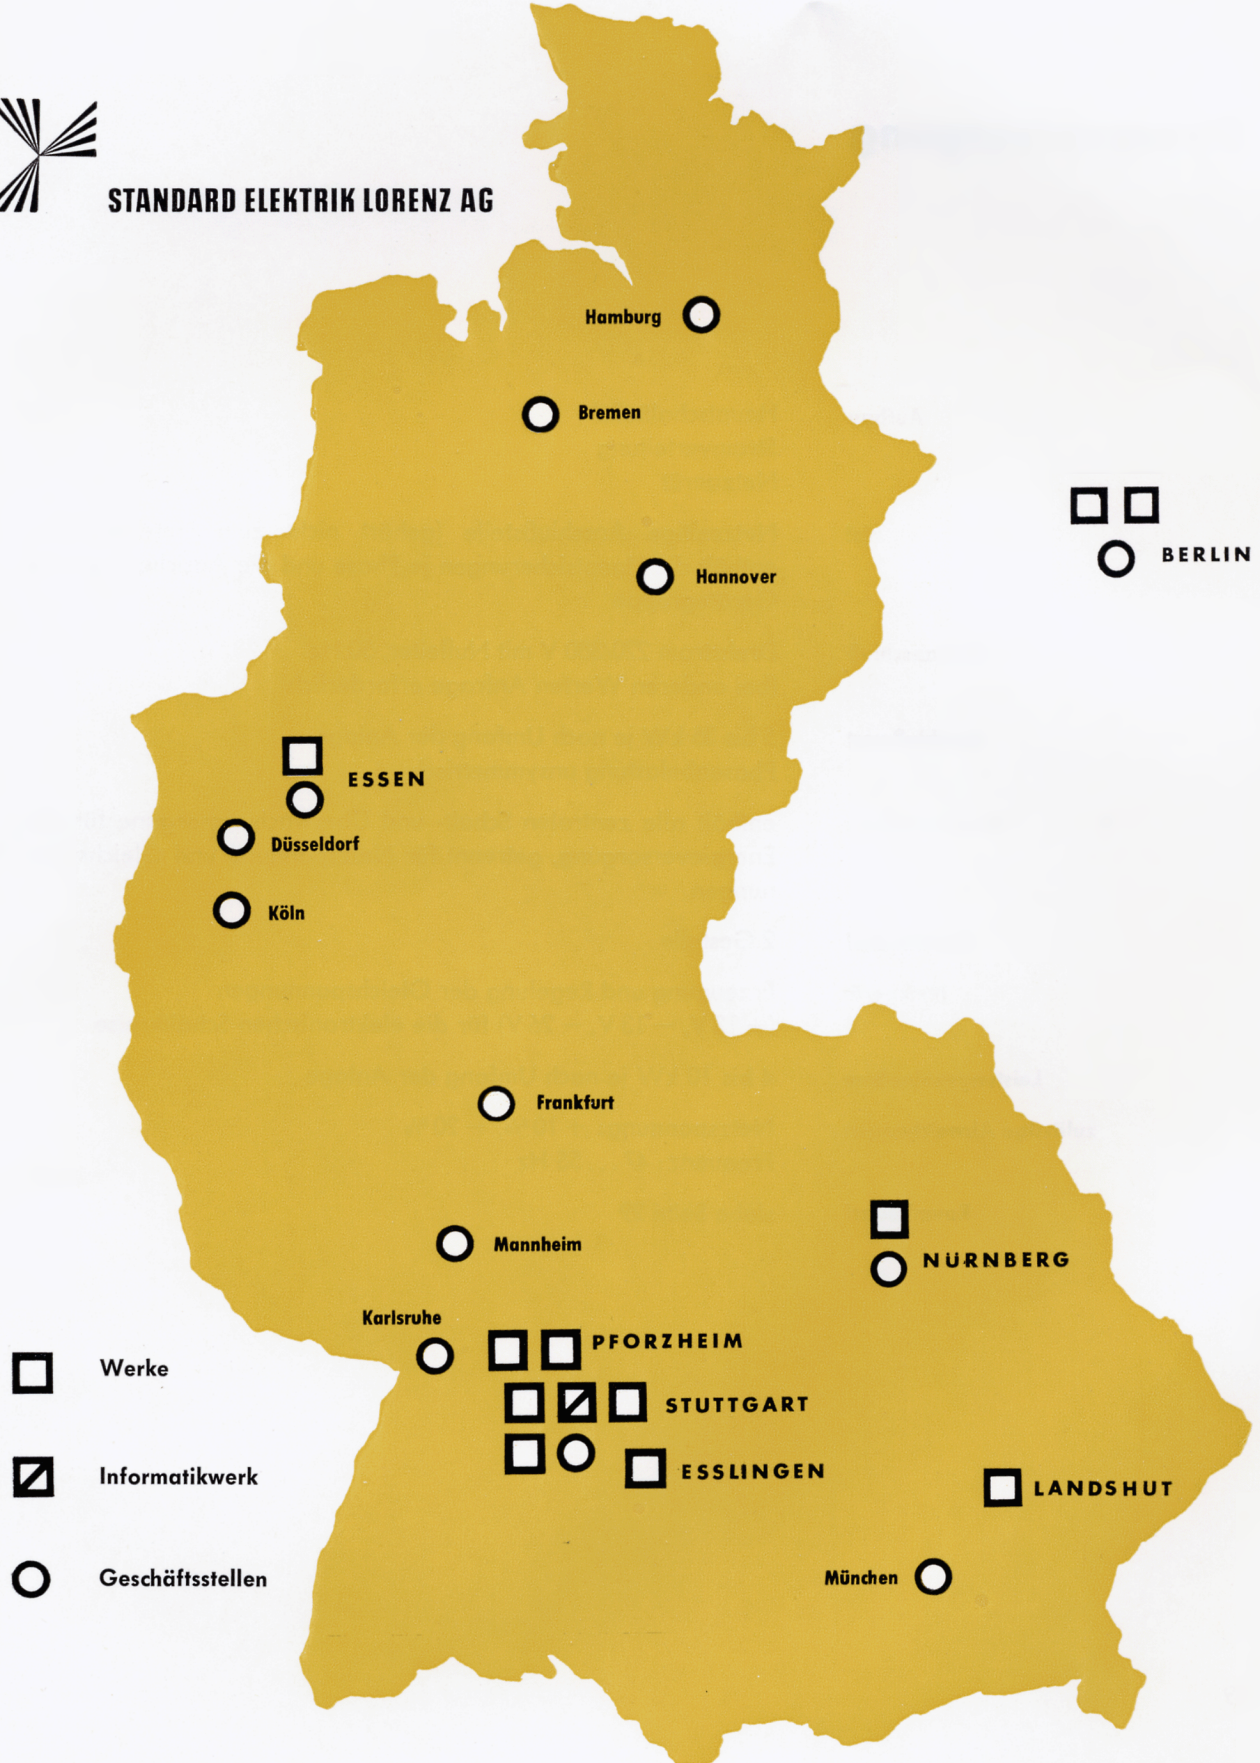 STANDARD ELEKTRIK LORENZ AG
Hamburg
Bremen
BERLIN
Hannover
ESSEN
Düsseldorf
Köln
Frankfurt
Mannheim
NÜRNBERG
Karlsruhe
PFORZHEIM
STUTTGART
ESSLINGEN
LANDSHUT
München
Werke
Informatikwerk
Geschäftsstellen